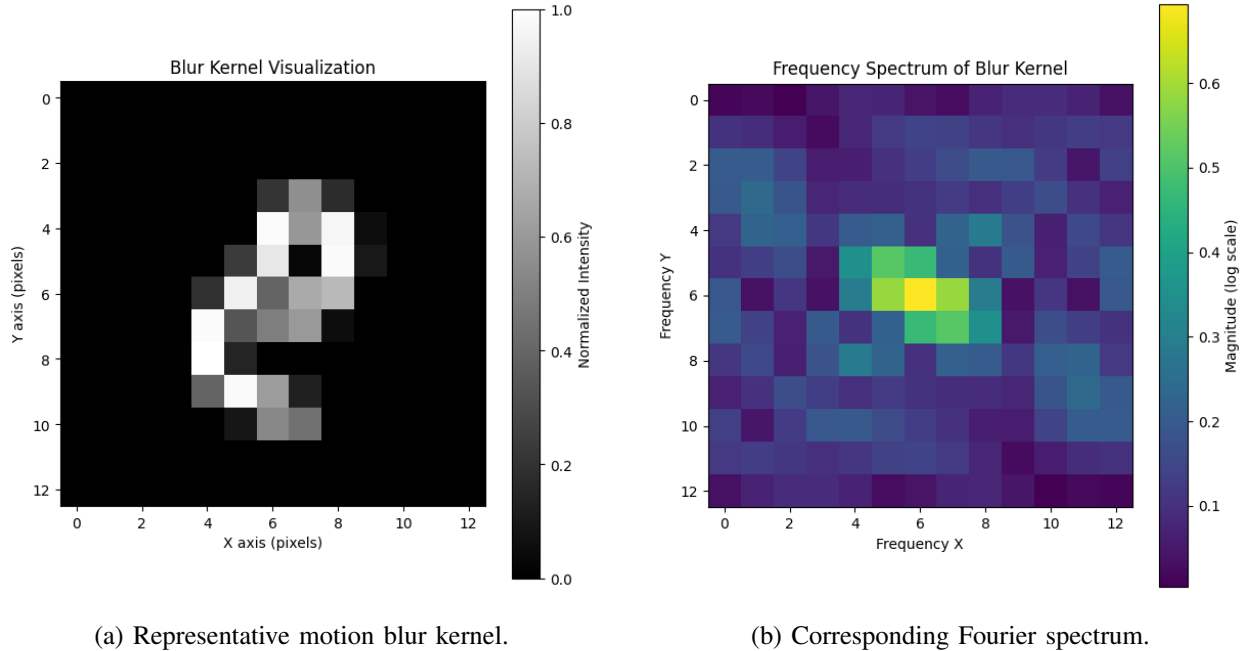 Blur Kernel Visualization
0
2
4
6
8
10
12
Y axis (pixels)
0 2 4 6 8 10 12
X axis (pixels)
1.0
0.8
0.6
0.4
0.2
0.0
Normalized Intensity
(a) Representative motion blur kernel.
Frequency Spectrum of Blur Kernel
0
2
4
6
8
10
12
Frequency Y
0 2 4 6 8 10 12
Frequency X
0.6
0.5
0.4
0.3
0.2
0.1
Magnitude (log scale)
(b) Corresponding Fourier spectrum.